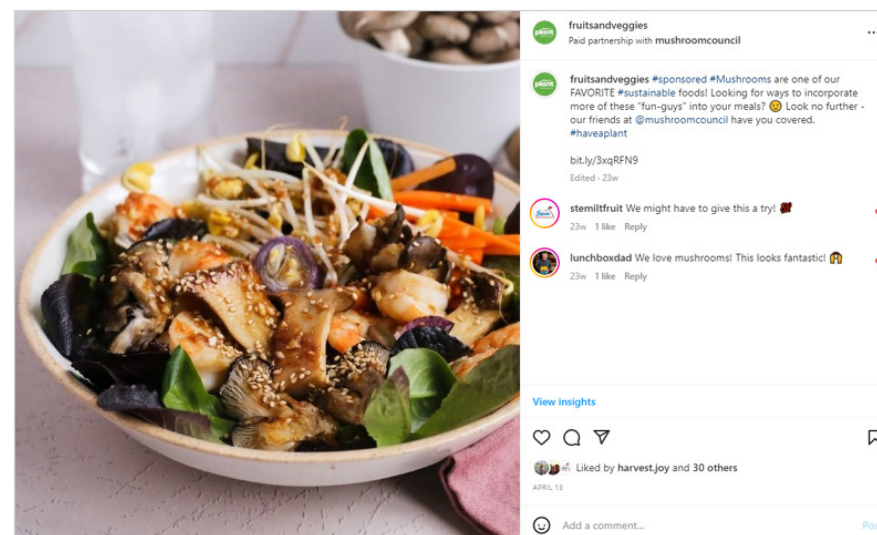 fruitsandveggies
Paid partnership with mushroomcouncil
plant
plant
fruitsandveggies #sponsored #Mushrooms are one of our
FAVORITE #sustainable foods! Looking for ways to incorporate
more of these "fun-guys" into your meals? 😉 Look no further -
our friends at @mushroomcouncil have you covered.
#haveaplant
bit.ly/3xqRFN9
Edited · 23w
stemiltfruit We might have to give this a try!
23w 1 like Reply
lunchboxdad We love mushrooms! This looks fantastic!
23w 1 like Reply
View insights
Liked by harvest.joy and 30 others
APRIL 13
Add a comment...